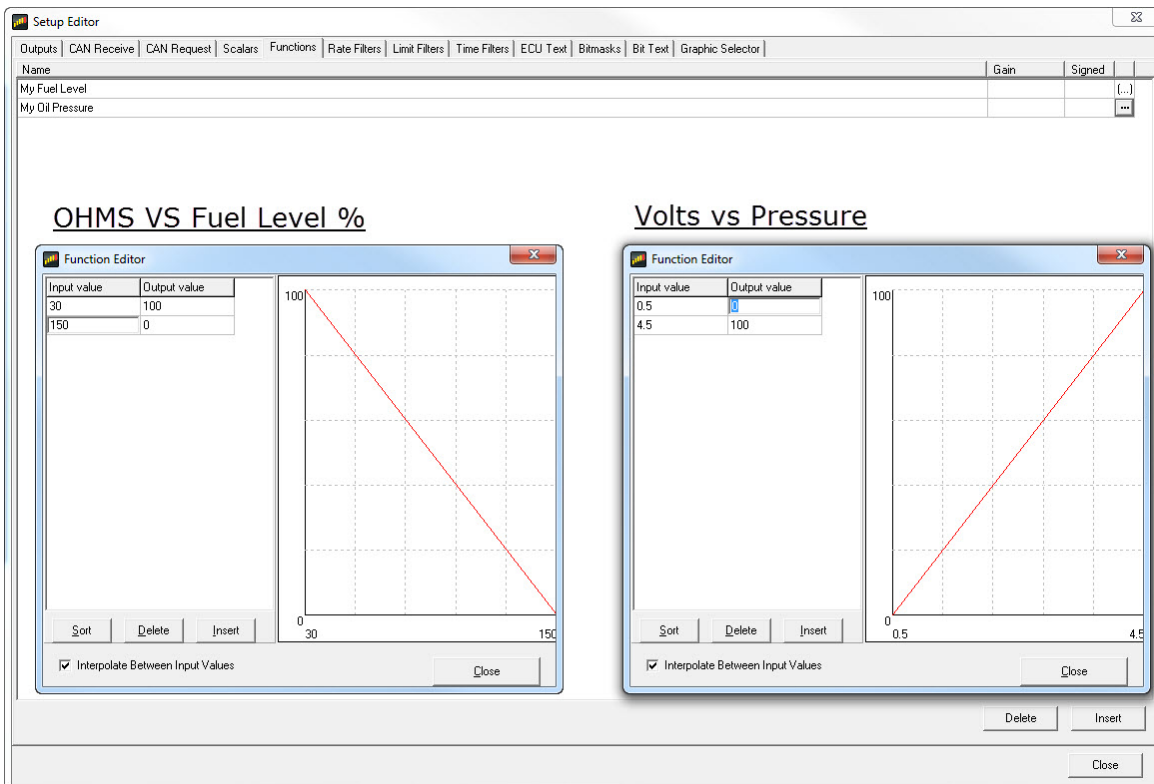 Setup Editor
Outputs CAN Receive CAN Request Scalars Functions Rate Filters Limit Filters Time Filters ECU Text Bitmasks Bit Text Graphic Selector
Name Gain Signed
My Fuel Level (...)
My Oil Pressure ...
OHMS VS Fuel Level %
Function Editor
Input value Output value
30 100
150 0
100
0
30 150
Sort Delete Insert
Interpolate Between Input Values
Close
Volts vs Pressure
Function Editor
Input value Output value
0.5 0
4.5 100
100
0
0.5 4.5
Sort Delete Insert
Interpolate Between Input Values
Close
Delete Insert
Close